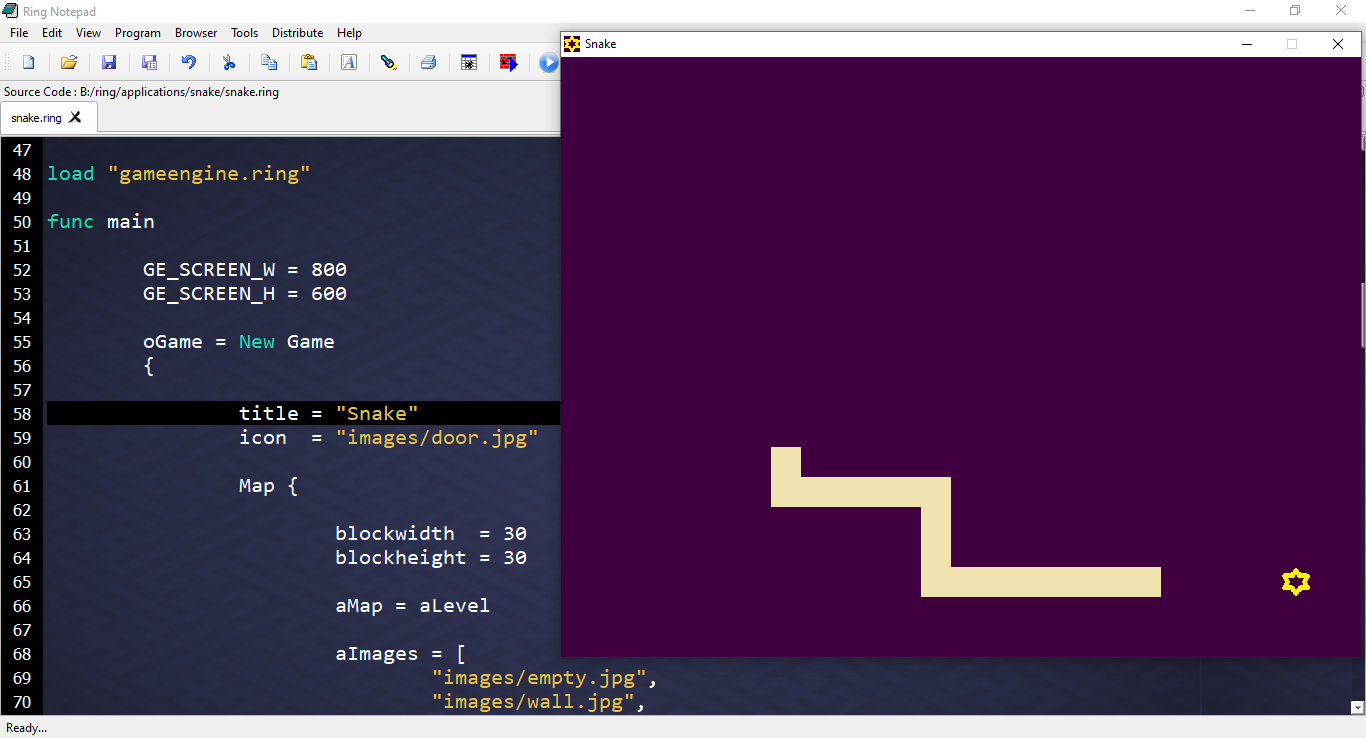 Ring Notepad
File Edit View Program Browser Tools Distribute Help
Source Code : B:/ring/applications/snake/snake.ring
snake.ring
47
48 load "gameengine.ring"
49
50 func main
51
52 GE_SCREEN_W = 800
53 GE_SCREEN_H = 600
54
55 oGame = New Game
56 {
57
58 title = "Snake"
59 icon = "images/door.jpg"
60
61 Map {
62
63 blockwidth = 30
64 blockheight = 30
65
66 aMap = aLevel
67
68 aImages = [
69 "images/empty.jpg",
70 "images/wall.jpg",
Ready...
Snake